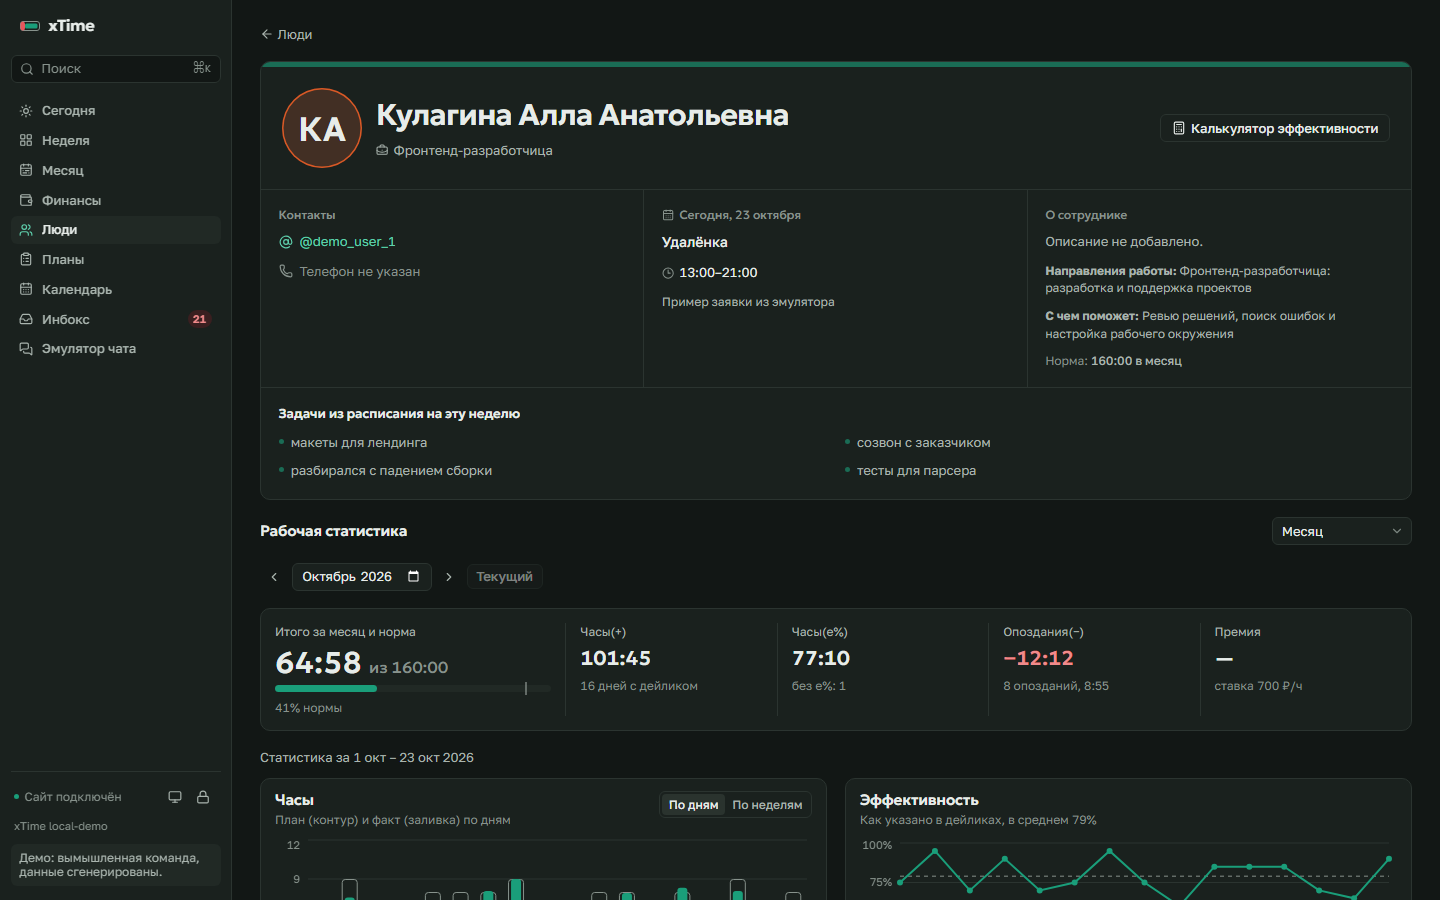 xTime
Поиск
⌘K
Сегодня
Неделя
Месяц
Финансы
Люди
Планы
Календарь
Инбокс 21
Эмулятор чата
Сайт подключён
xTime local-demo
Демо: вымышленная команда,
данные сгенерированы.
← Люди
КА
Кулагина Алла Анатольевна
Фронтенд-разработчица
Калькулятор эффективности
Контакты
@demo_user_1
Телефон не указан
Сегодня, 23 октября
Удалёнка
13:00–21:00
Пример заявки из эмулятора
О сотруднике
Описание не добавлено.
Направления работы: Фронтенд-разработчица:
разработка и поддержка проектов
С чем поможет: Ревью решений, поиск ошибок и
настройка рабочего окружения
Норма: 160:00 в месяц
Задачи из расписания на эту неделю
макеты для лендинга
созвон с заказчиком
разбирался с падением сборки
тесты для парсера
Рабочая статистика
Месяц
Октябрь 2026
Текущий
Итого за месяц и норма
64:58 из 160:00
41% нормы
Часы(+)
101:45
16 дней с дейликом
Часы(е%)
77:10
без е%: 1
Опоздания(−)
−12:12
8 опозданий, 8:55
Премия
—
ставка 700 ₽/ч
Статистика за 1 окт – 23 окт 2026
Часы
План (контур) и факт (заливка) по дням
По дням
По неделям
12
9
Эффективность
Как указано в дейликах, в среднем 79%
100%
75%